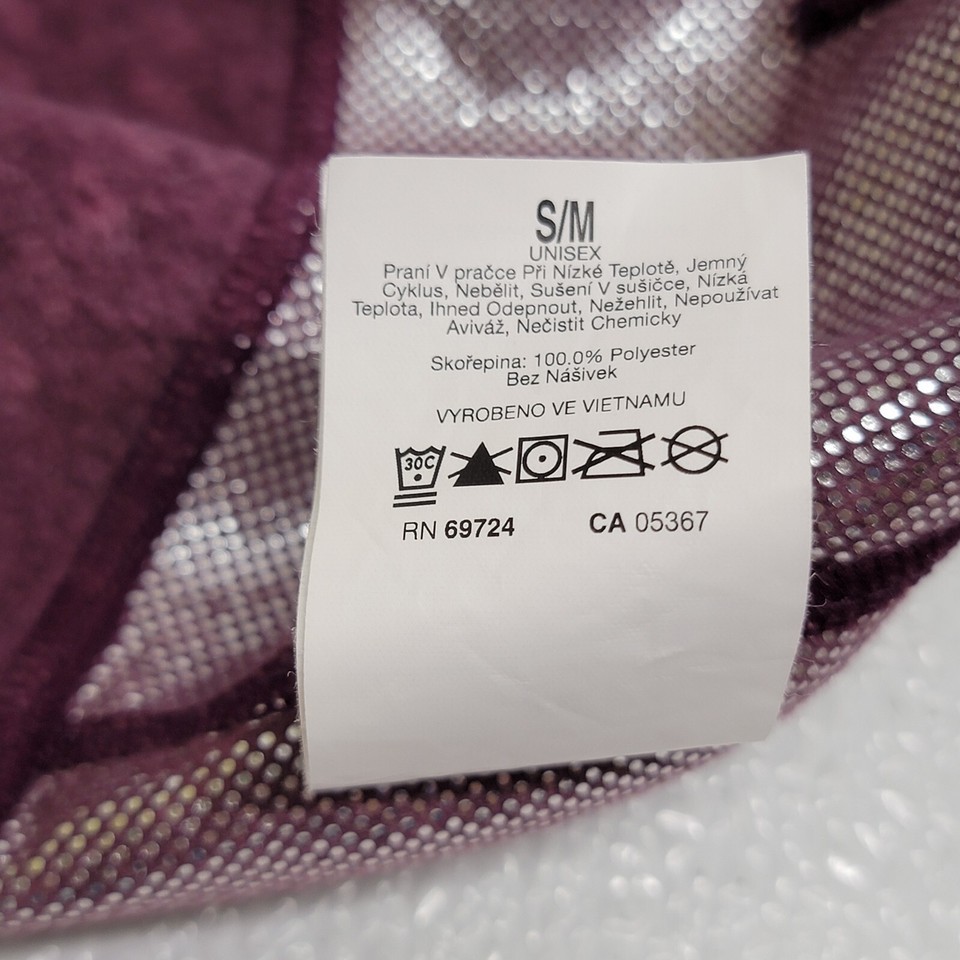 S/M
UNISEX
Praní V pračce Při Nízké Teplotě, Jemný
Cyklus, Nebělit, Sušení V sušičce, Nízká
Teplota, Ihned Odepnout, Nežehlit, Nepoužívat
Aviváž, Nečistit Chemicky
Skořepina: 100.0% Polyester
Bez Nášivek
VYROBENO VE VIETNAMU
30C
RN 69724 CA 05367